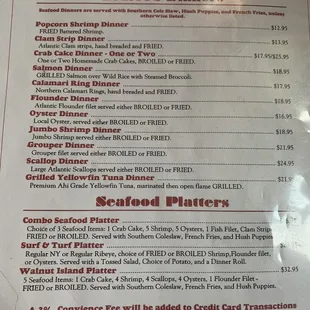 Seafood Dinners are served with Southern Cole Slaw, Hush Puppies, and French Fries, unless
otherwise listed.
Popcorn Shrimp Dinner $12.95
FRIED Battered Shrimp.
Clam Strip Dinner $13.95
Atlantic Clam strips, hand breaded and FRIED.
Crab Cake Dinner - One or Two $17.95/$25.95
One or Two Homemade Crab Cakes, BROILED or FRIED.
Salmon Dinner $18.95
GRILLED Salmon over Wild Rice with Steamed Broccoli.
Calamari Ring Dinner $17.95
Northern Calamari Rings, hand breaded and FRIED.
Flounder Dinner $18.95
Atlantic Flounder filet served either BROILED or FRIED.
Oyster Dinner $16.95
Local Oyster, served either BROILED or FRIED.
Jumbo Shrimp Dinner $18.95
Jumbo Shrimp served either BROILED or FRIED.
Grouper Dinner $21.95
Grouper filet served either BROILED or FRIED.
Scallop Dinner $24.95
Large Atlantic Scallops served either BROILED or FRIED.
Grilled Yellowfin Tuna Dinner $21.95
Premium Ahi Grade Yellowfin Tuna, marinated then open flame GRILLED.
Seafood Platters
Combo Seafood Platter
Choice of 3 Seafood Items: 1 Crab Cake, 5 Shrimp, 5 Oysters, 1 Fish Filet, Clam Strips
FRIED or BROILED. Served with Southern Coleslaw, French Fries, and Hush Puppies.
Surf & Turf Platter
Regular NY or Regular Ribeye, choice of FRIED or BROILED Shrimp, Flounder filet,
or Oysters. Served with a Tossed Salad, Choice of Potato, and a Dinner Roll.
Walnut Island Platter $32.95
5 Seafood Items: 1 Crab Cake, 4 Shrimp, 4 Scallops, 4 Oysters, 1 Flounder Filet-
FRIED or BROILED. Served with Southern Coleslaw, French Fries, and Hush Puppies.
A 3% Convience Fee will be added to Credit Card Transactions